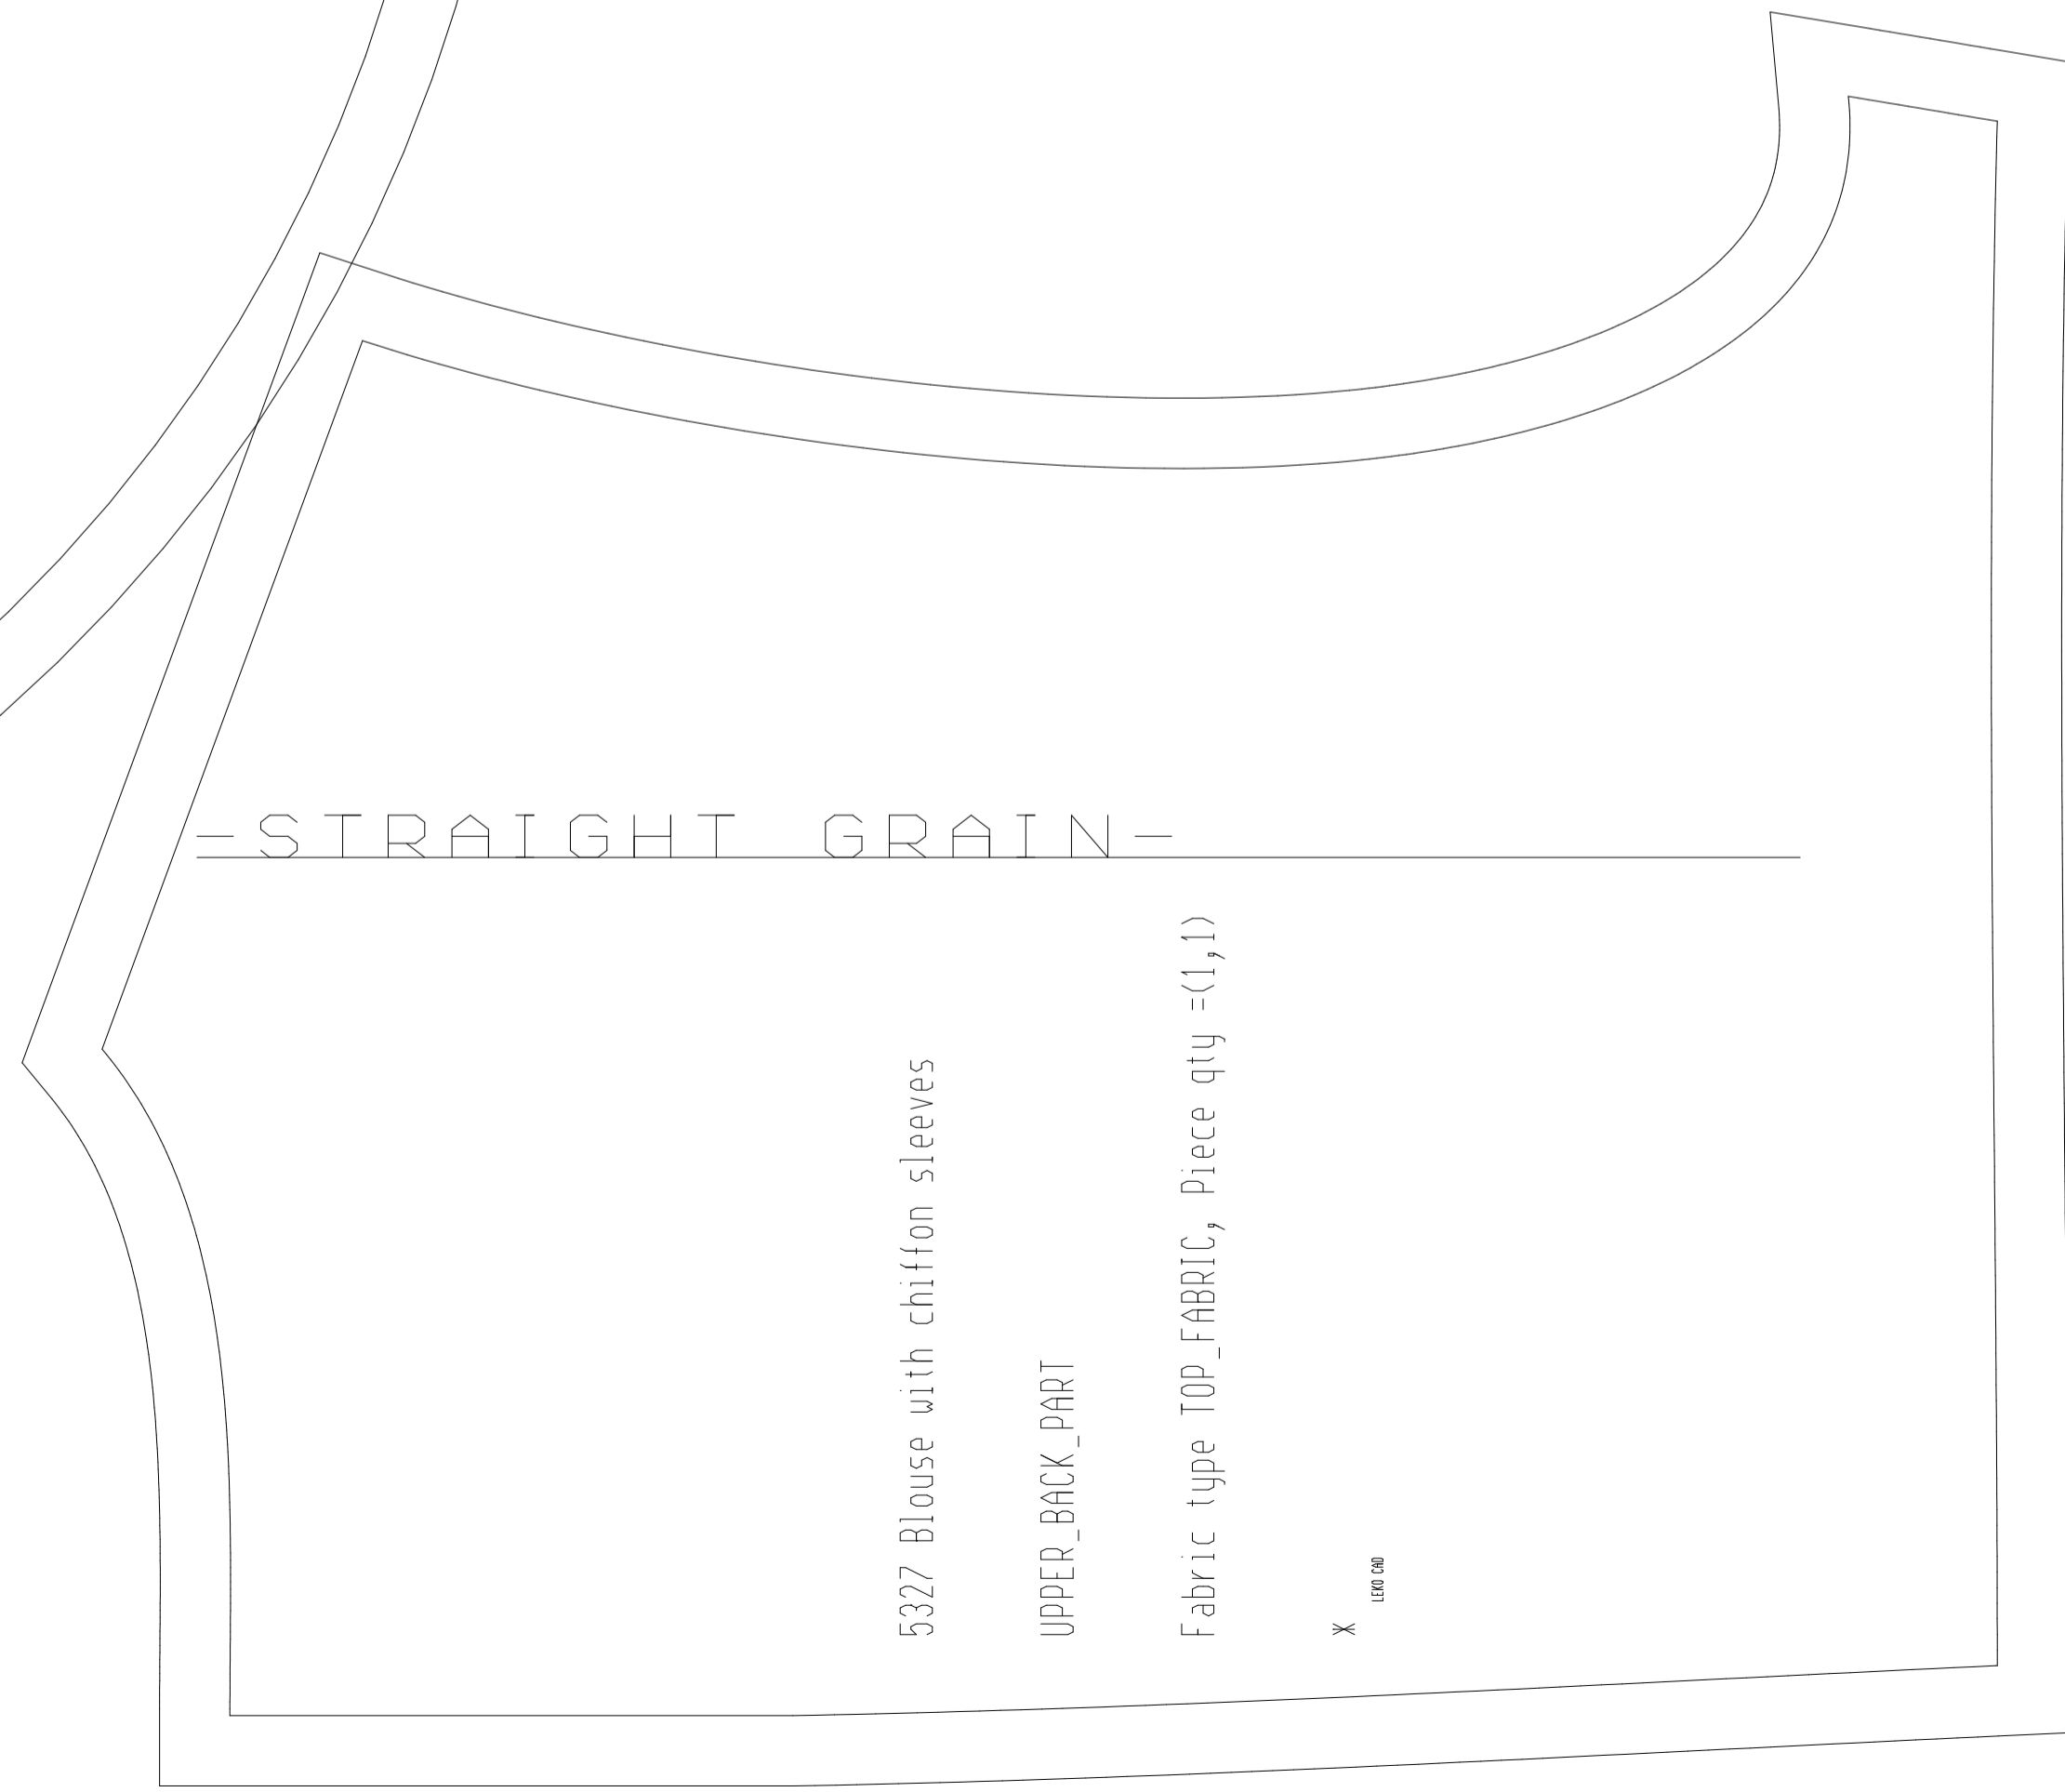 -STRAIGHT GRAIN-
5327 Blouse with chiffon sleeves
UPPER_BACK_PART
Fabric type TOP_FABRIC, Piece qty =(1,1)
*
LEKO CAD